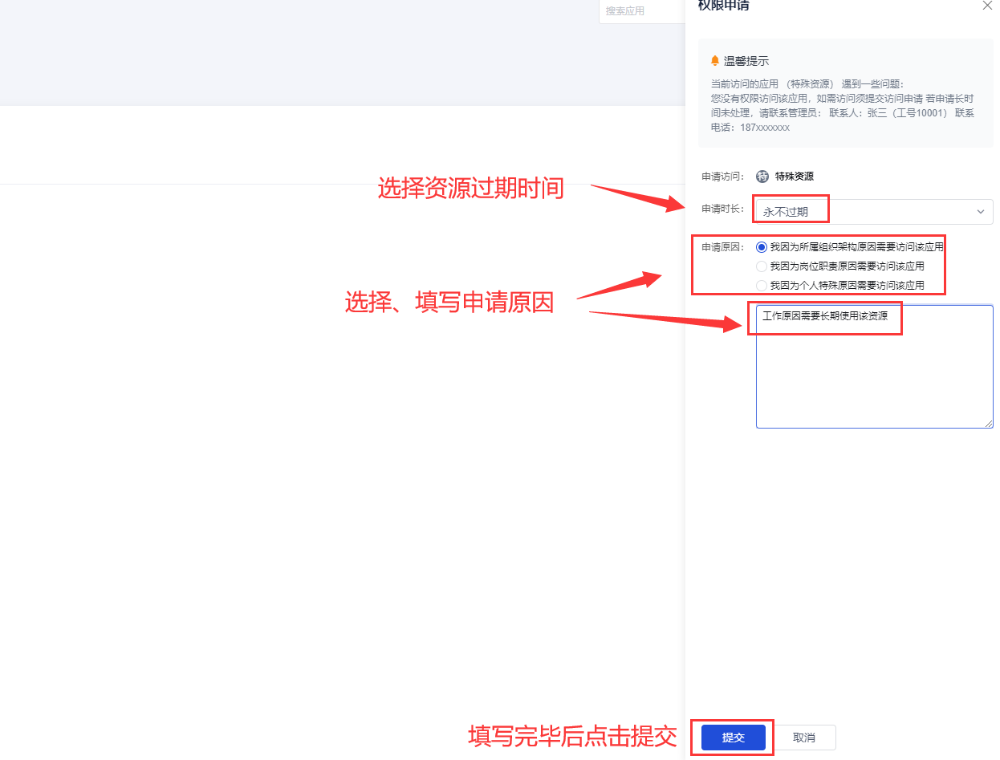 权限申请
搜索应用
温馨提示
当前访问的应用 （特殊资源） 遇到一些问题：
您没有权限访问该应用，如需访问须提交访问申请 若申请长时
间未处理，请联系管理员： 联系人：张三（工号10001） 联系
电话：187xxxxxxx
申请访问： 特 特殊资源
选择资源过期时间
申请时长： 永不过期
申请原因： 我因为所属组织架构原因需要访问该应用
我因为岗位职责原因需要访问该应用
我因为个人特殊原因需要访问该应用
选择、填写申请原因
工作原因需要长期使用该资源
填写完毕后点击提交
提交
取消